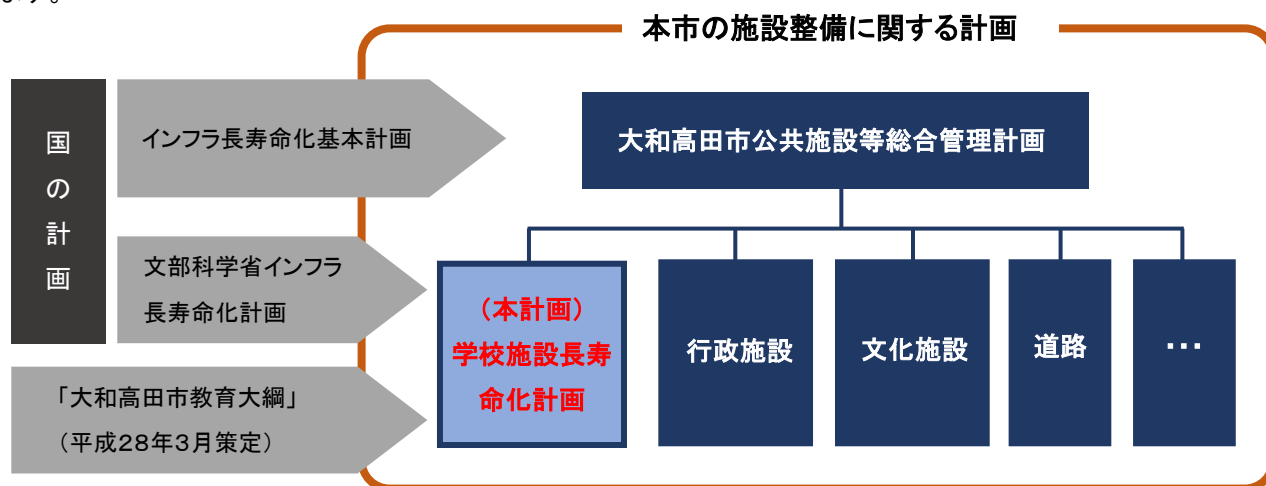 ます。
本市の施設整備に関する計画
国の計画
インフラ長寿命化基本計画
大和高田市公共施設等総合管理計画
文部科学省インフラ
長寿命化計画
（本計画）
学校施設長寿
命化計画
行政施設
文化施設
道路
・・・
「大和高田市教育大綱」
（平成28年3月策定）